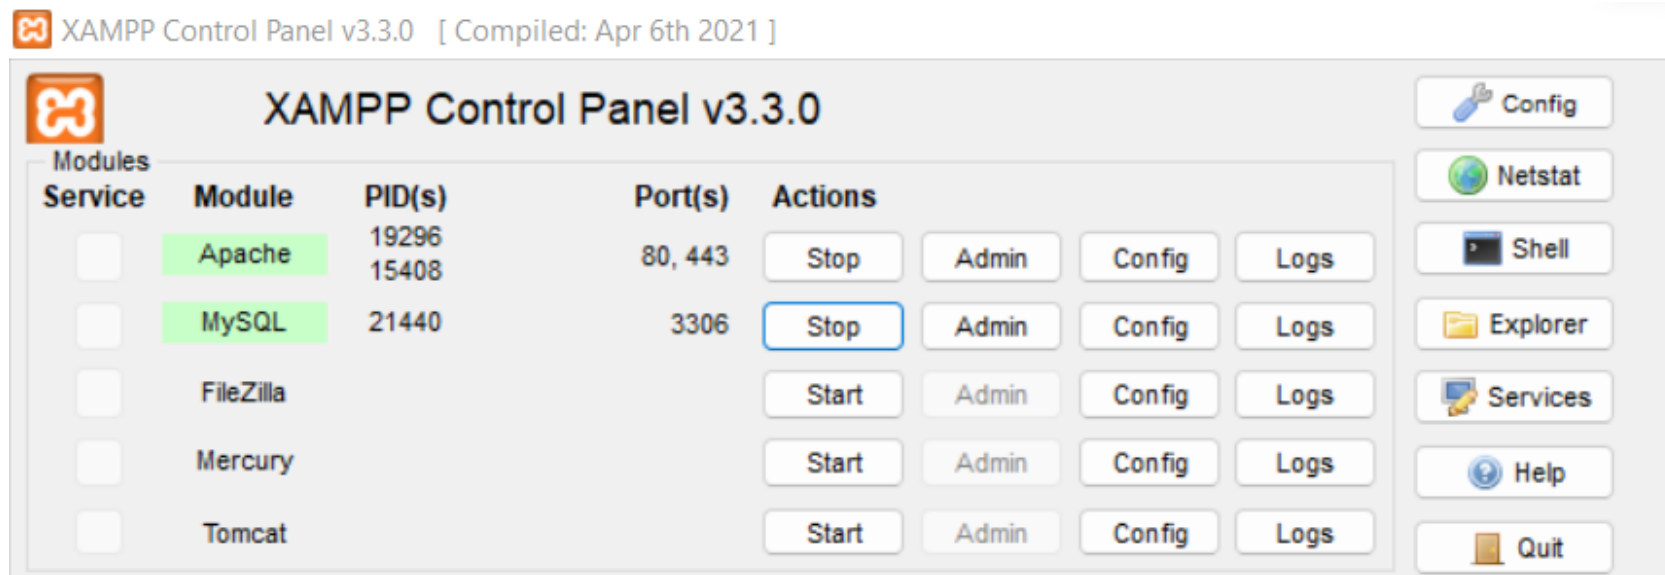 XAMPP Control Panel v3.3.0 [ Compiled: Apr 6th 2021 ]
XAMPP Control Panel v3.3.0
Config
Modules
Netstat
Service Module PID(s) Port(s) Actions
Apache 19296 80, 443 Stop Admin Config Logs
15408
Shell
MySQL 21440 3306 Stop Admin Config Logs
Explorer
FileZilla Start Admin Config Logs
Services
Mercury Start Admin Config Logs
Help
Tomcat Start Admin Config Logs
Quit